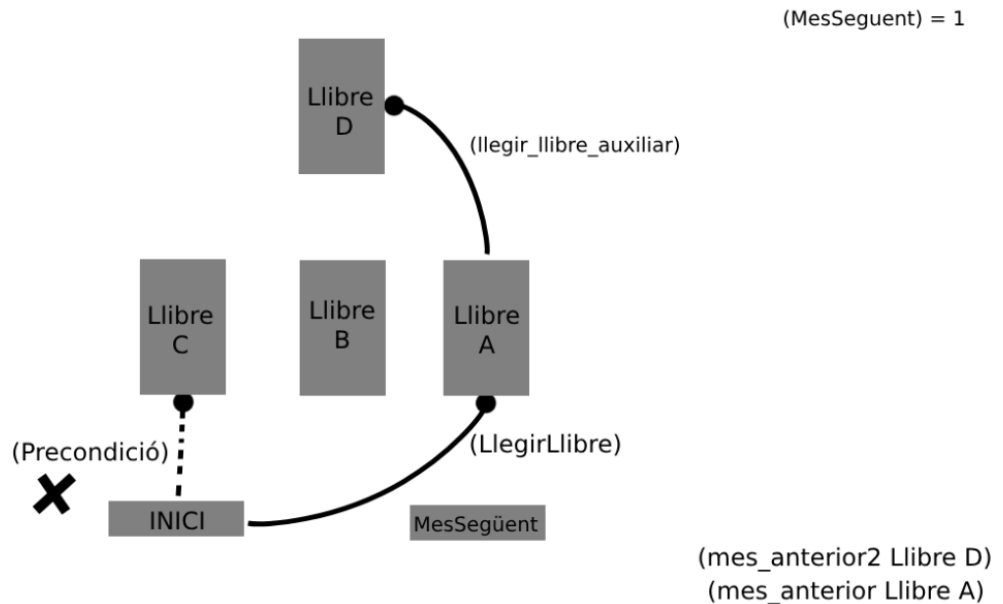 (MesSeguent) = 1
Llibre
D
(llegir_llibre_auxiliar)
Llibre
C
Llibre
B
Llibre
A
(Precondició)
(LlegirLlibre)
INICI
MesSegüent
(mes_anterior2 Llibre D)
(mes_anterior Llibre A)